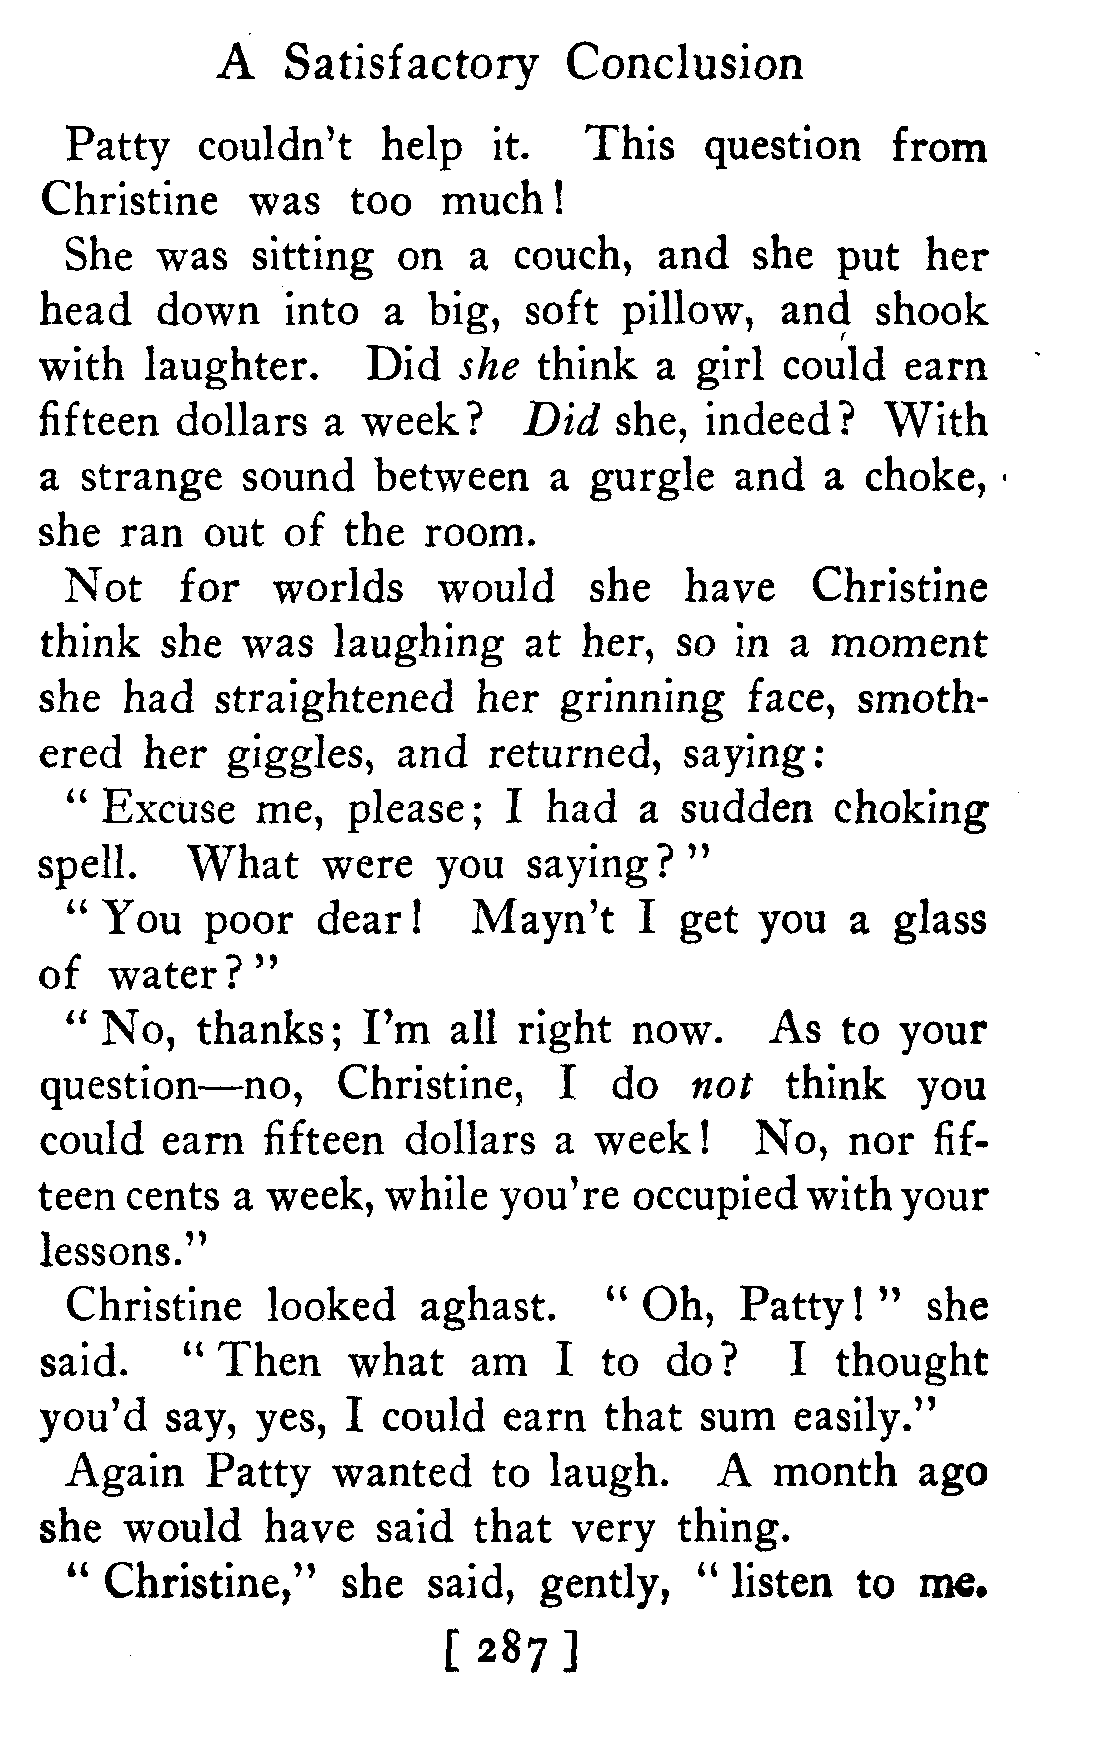 A Satisfactory Conclusion
Patty couldn't help it. This question from
Christine was too much!
She was sitting on a couch, and she put her
head down into a big, soft pillow, and shook
with laughter. Did she think a girl could earn
fifteen dollars a week? Did she, indeed? With
a strange sound between a gurgle and a choke,
she ran out of the room.
Not for worlds would she have Christine
think she was laughing at her, so in a moment
she had straightened her grinning face, smoth-
ered her giggles, and returned, saying:
" Excuse me, please; I had a sudden choking
spell. What were you saying? "
" You poor dear! Mayn't I get you a glass
of water? "
" No, thanks; I'm all right now. As to your
question—no, Christine, I do not think you
could earn fifteen dollars a week! No, nor fif-
teen cents a week, while you're occupied with your
lessons."
Christine looked aghast. " Oh, Patty! " she
said. " Then what am I to do? I thought
you'd say, yes, I could earn that sum easily."
Again Patty wanted to laugh. A month ago
she would have said that very thing.
" Christine," she said, gently, " listen to me.
[ 287 ]